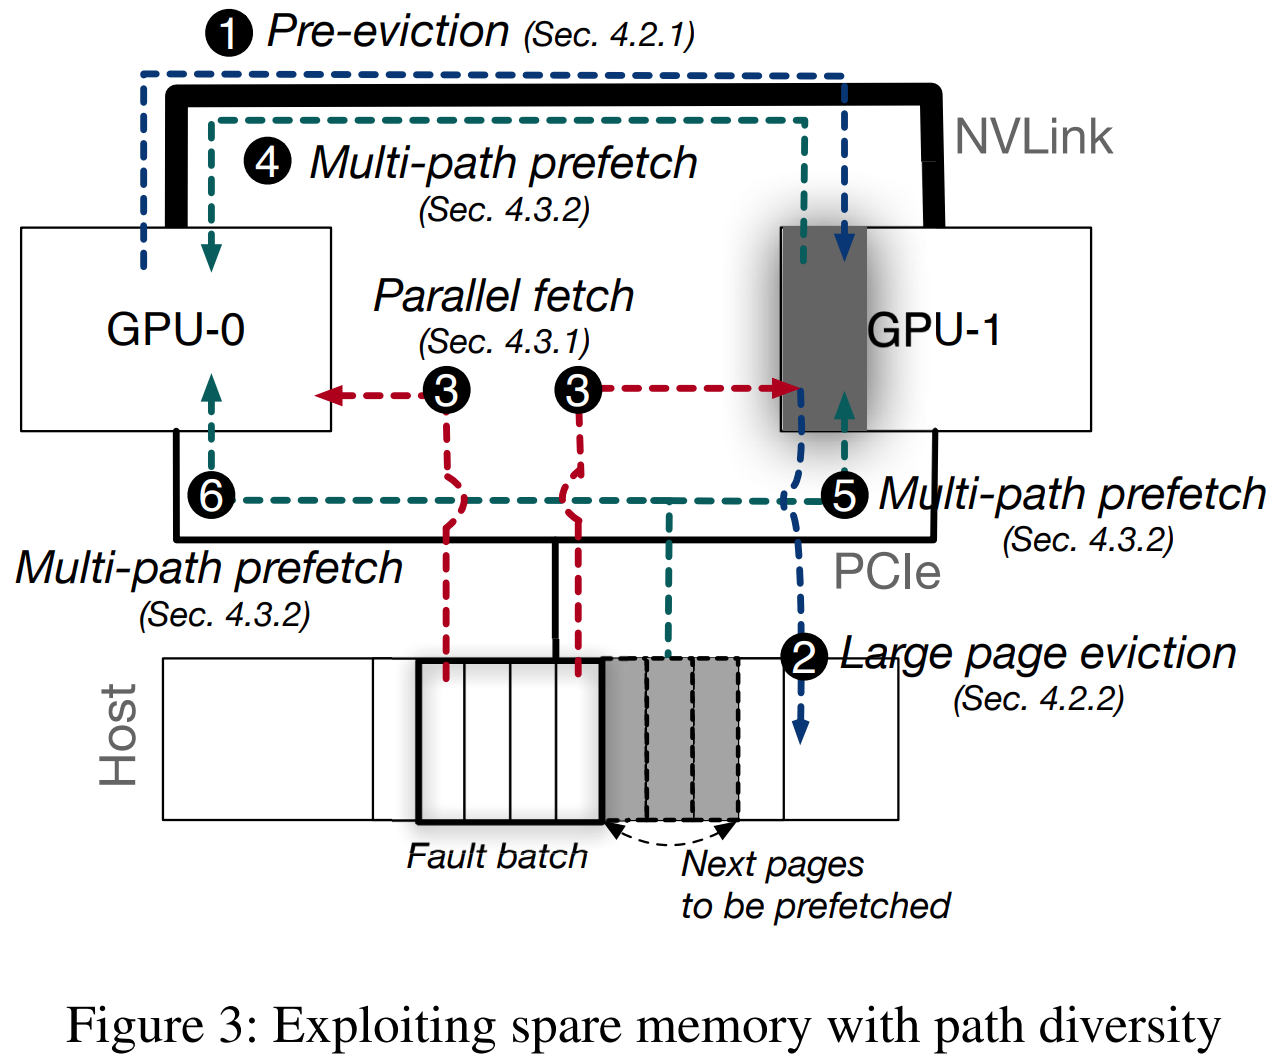 1 Pre-eviction (Sec. 4.2.1)
NVLink
4 Multi-path prefetch
(Sec. 4.3.2)
GPU-0
Parallel fetch
(Sec. 4.3.1)
GPU-1
3
3
6
5 Multi-path prefetch
(Sec. 4.3.2)
Multi-path prefetch
(Sec. 4.3.2)
PCIe
2 Large page eviction
(Sec. 4.2.2)
Host
Fault batch
Next pages
to be prefetched
Figure 3: Exploiting spare memory with path diversity